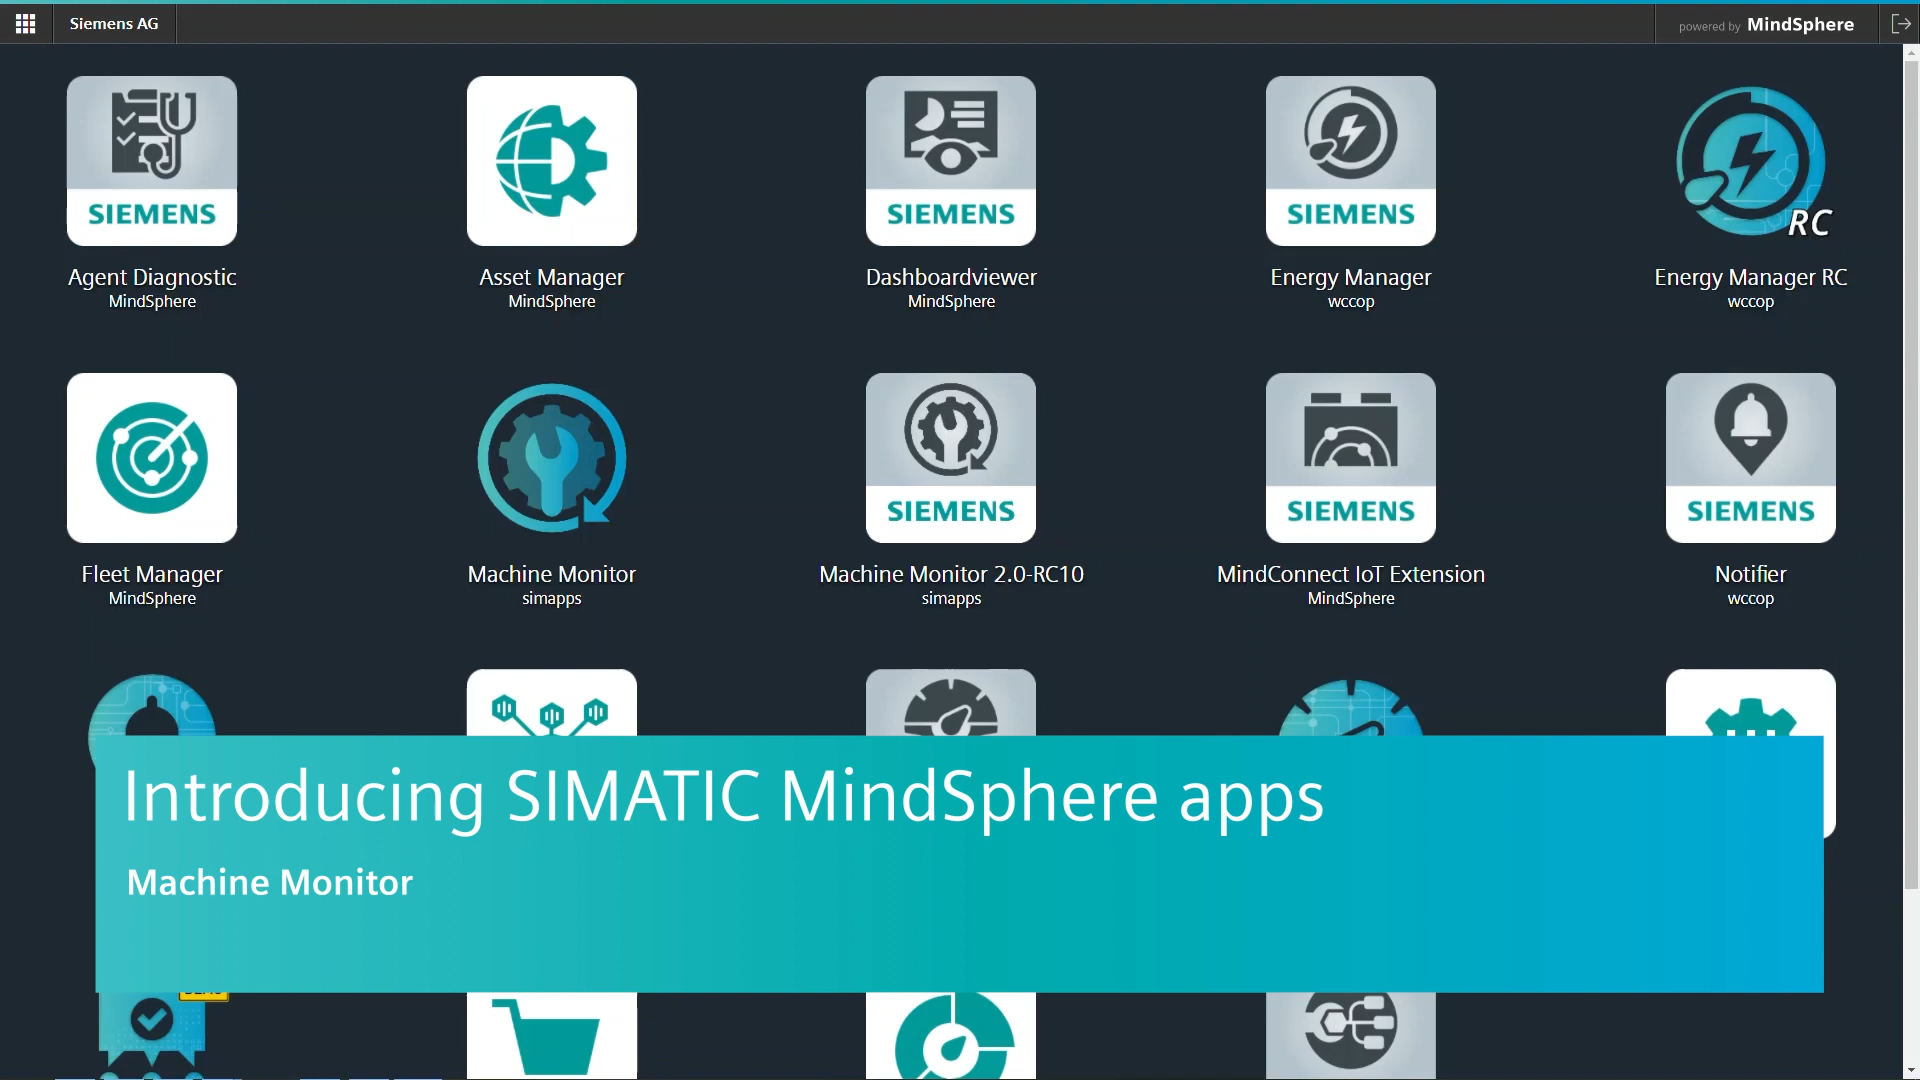 Siemens AG
powered by MindSphere
SIEMENS
SIEMENS
SIEMENS
RC
Agent Diagnostic
MindSphere
Asset Manager
MindSphere
Dashboardviewer
MindSphere
Energy Manager
wccop
Energy Manager RC
wccop
SIEMENS
SIEMENS
SIEMENS
Fleet Manager
MindSphere
Machine Monitor
simapps
Machine Monitor 2.0-RC10
simapps
MindConnect IoT Extension
MindSphere
Notifier
wccop
Introducing SIMATIC MindSphere apps
Machine Monitor